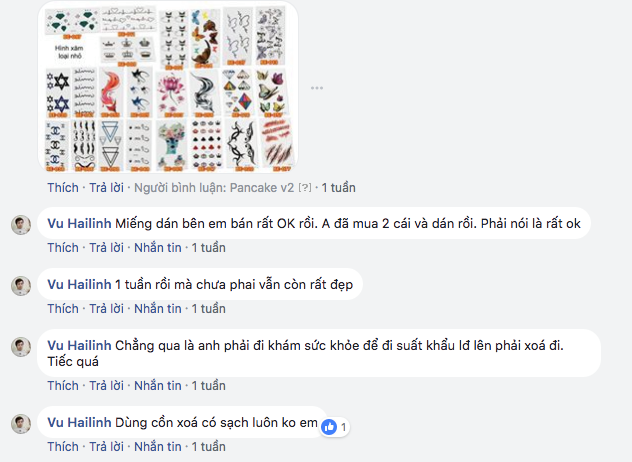 Hình xăm
loại nhỏ
Thích · Trả lời · Người bình luận: Pancake v2 [?] · 1 tuần
Vu Hailinh Miếng dán bên em bán rất OK rồi. A đã mua 2 cái và dán rồi. Phải nói là rất ok
Thích · Trả lời · Nhắn tin · 1 tuần
Vu Hailinh 1 tuần rồi mà chưa phai vẫn còn rất đẹp
Thích · Trả lời · Nhắn tin · 1 tuần
Vu Hailinh Chẳng qua là anh phải đi khám sức khỏe để đi suất khẩu lđ lên phải xoá đi.
Tiếc quá
Thích · Trả lời · Nhắn tin · 1 tuần
Vu Hailinh Dùng cồn xoá có sạch luôn ko em
1
Thích · Trả lời · Nhắn tin · 1 tuần